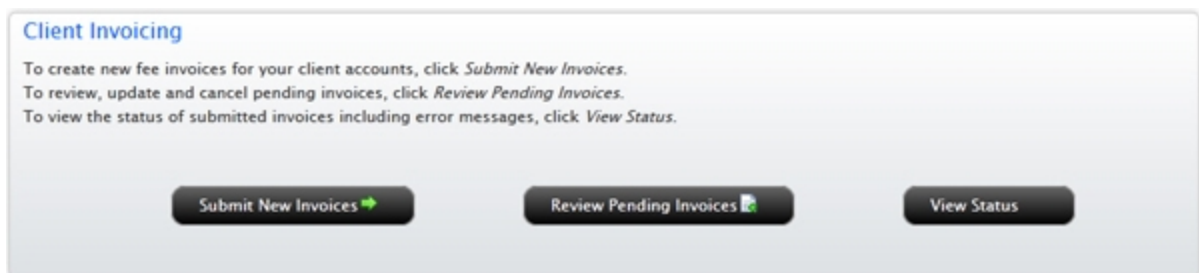 Client Invoicing
To create new fee invoices for your client accounts, click Submit New Invoices.
To review, update and cancel pending invoices, click Review Pending Invoices.
To view the status of submitted invoices including error messages, click View Status.
Submit New Invoices
Review Pending Invoices
View Status